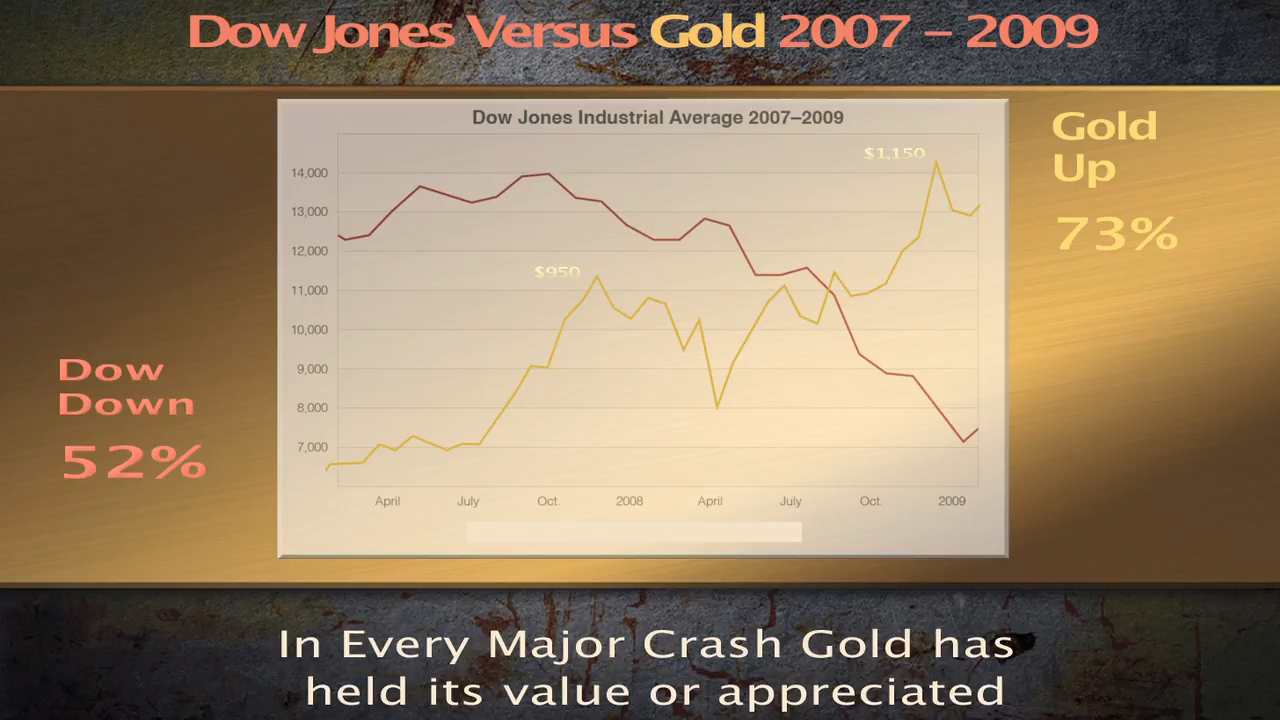 Dow Jones Versus Gold 2007 – 2009
Dow Jones Industrial Average 2007–2009
Gold
Up
73%
$1,150
$950
14,000
13,000
12,000
11,000
10,000
9,000
8,000
7,000
Dow
Down
52%
April July Oct. 2008 April July Oct. 2009
In Every Major Crash Gold has
held its value or appreciated